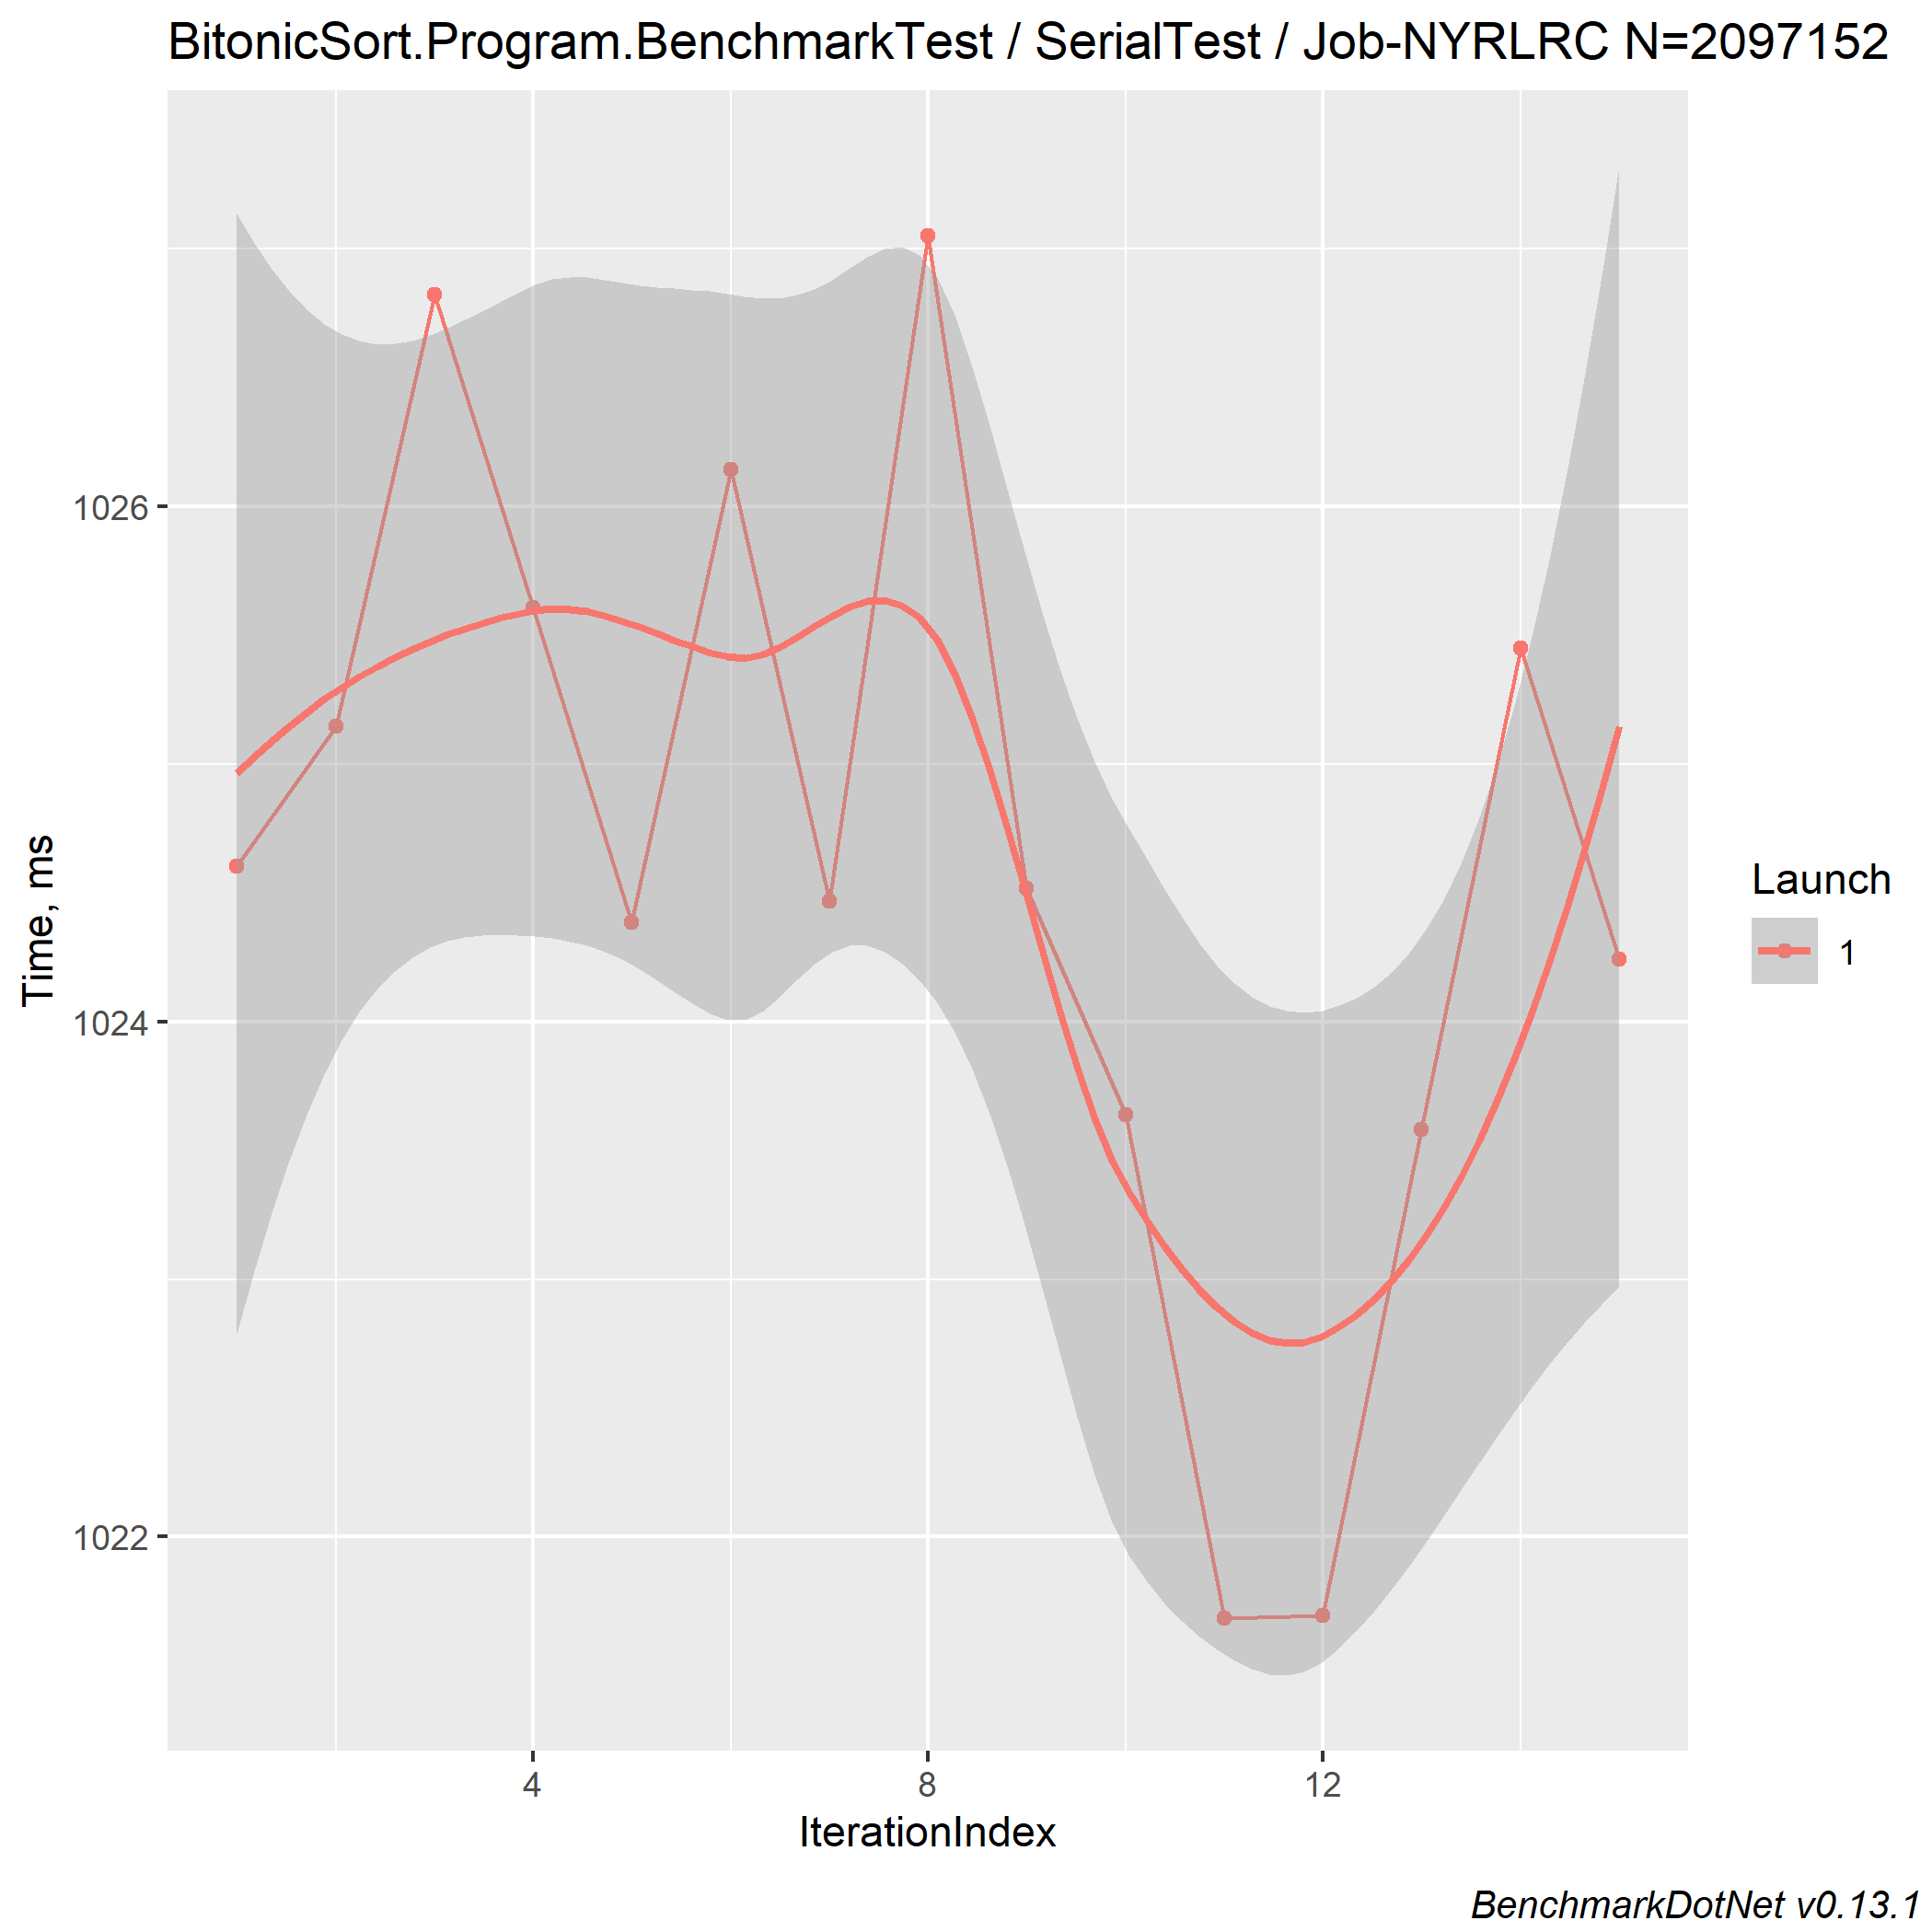 BitonicSort.Program.BenchmarkTest / SerialTest / Job-NYRLRC N=2097152
Time, ms
1026
1024
1022
4
8
12
IterationIndex
Launch
1
BenchmarkDotNet v0.13.1